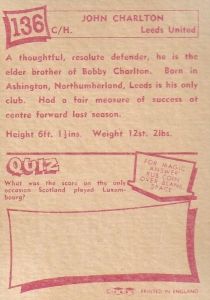 136
C/H.
JOHN CHARLTON
Leeds United
A thoughtful, resolute defender, he is the
elder brother of Bobby Charlton. Born in
Ashington, Northumberland, Leeds is his only
club. Had a fair measure of success at
centre forward last season.
Height 6ft. 1½ins. Weight 12st. 2lbs.
QUIZ
What was the score on the only
occasion Scotland played Luxem-
bourg?
FOR MAGIC
ANSWER
RUB COIN
OVER BLANK
SPACE
PRINTED IN ENGLAND